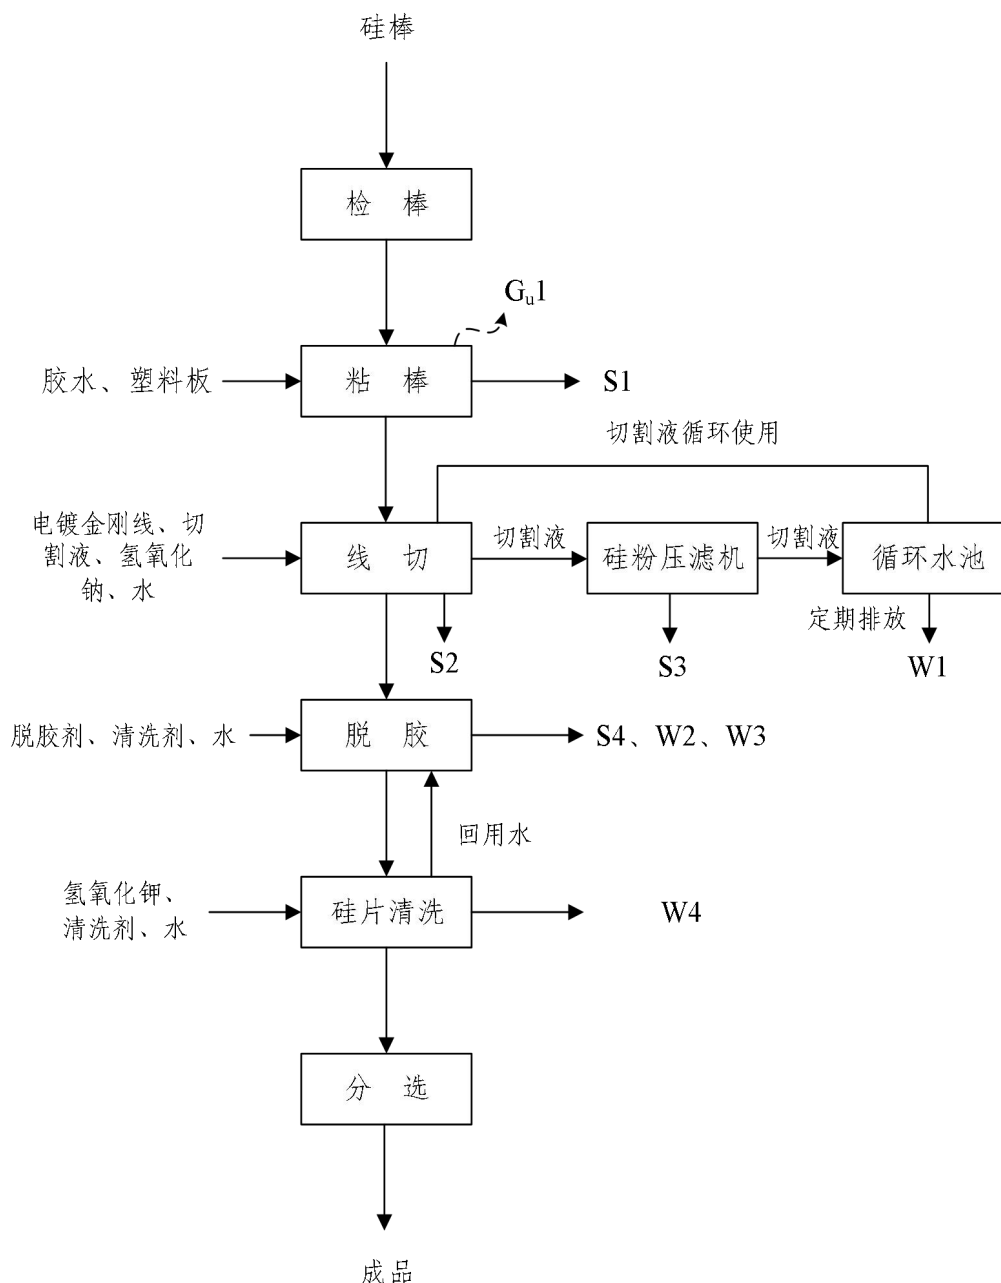 硅棒
检 棒
Gu1
胶水、塑料板
粘 棒
S1
切割液循环使用
电镀金刚线、切
割液、氢氧化
钠、水
线 切
切割液
硅粉压滤机
切割液
循环水池
定期排放
S2
S3
W1
脱胶剂、清洗剂、水
脱 胶
S4、W2、W3
回用水
氢氧化钾、
清洗剂、水
硅片清洗
W4
分 选
成品